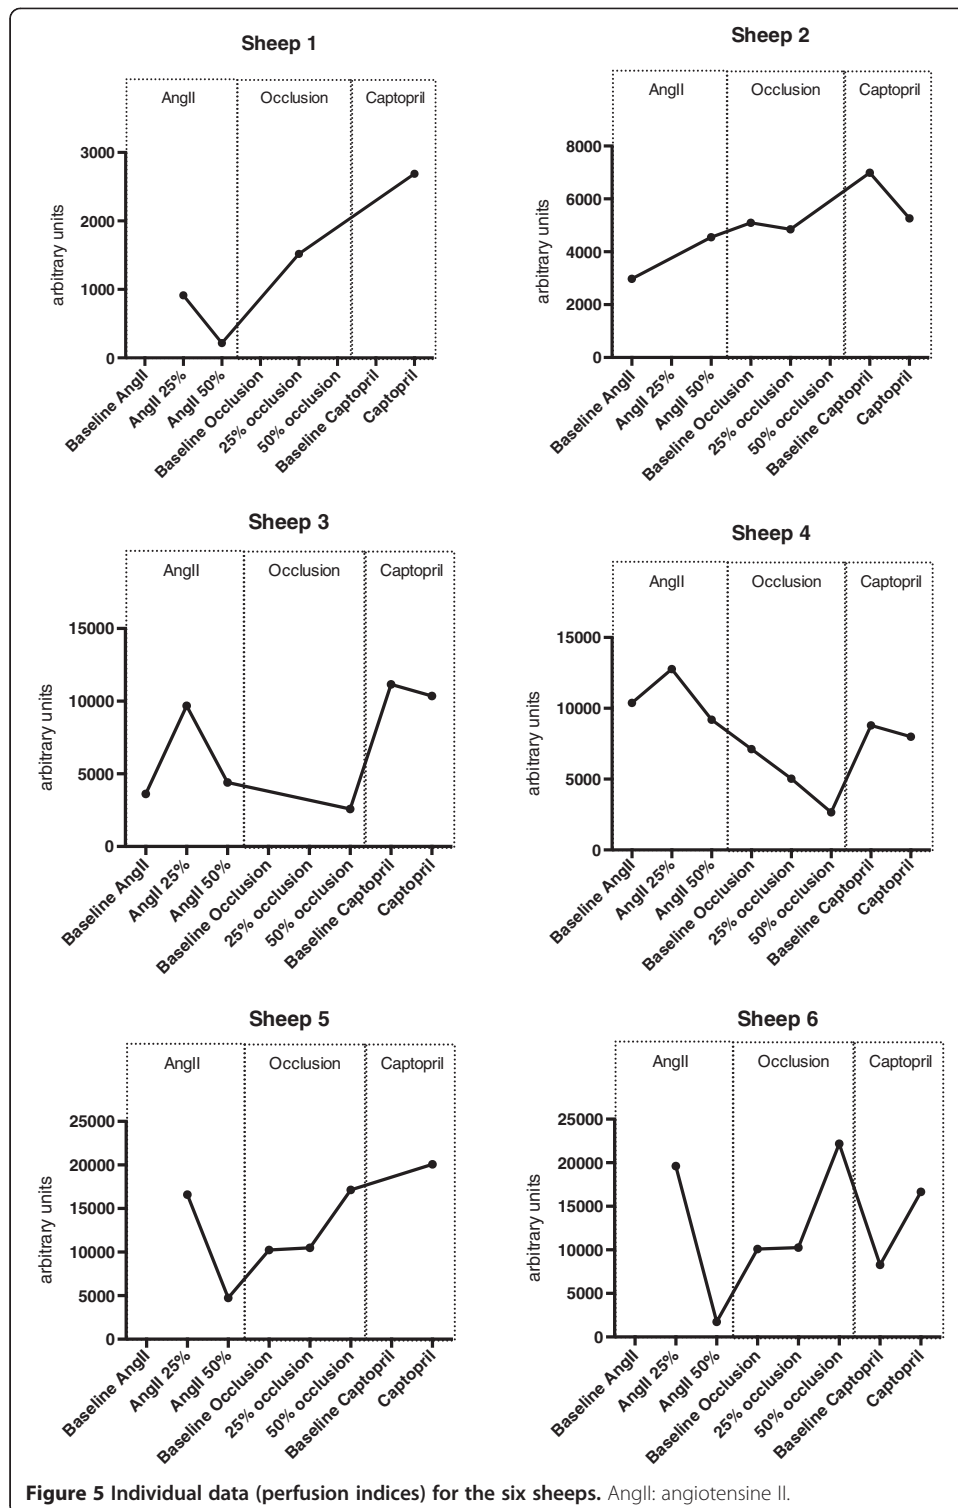 Sheep 1
AngII
Occlusion
Captopril
arbitrary units
3000
2000
1000
0
Baseline AngII
AngII 25%
AngII 50%
Baseline Occlusion
25% occlusion
50% occlusion
Baseline Captopril
Captopril
Sheep 2
AngII
Occlusion
Captopril
arbitrary units
8000
6000
4000
2000
0
Baseline AngII
AngII 25%
AngII 50%
Baseline Occlusion
25% occlusion
50% occlusion
Baseline Captopril
Captopril
Sheep 3
AngII
Occlusion
Captopril
arbitrary units
15000
10000
5000
0
Baseline AngII
AngII 25%
AngII 50%
Baseline Occlusion
25% occlusion
50% occlusion
Baseline Captopril
Captopril
Sheep 4
AngII
Occlusion
Captopril
arbitrary units
15000
10000
5000
0
Baseline AngII
AngII 25%
AngII 50%
Baseline Occlusion
25% occlusion
50% occlusion
Baseline Captopril
Captopril
Sheep 5
AngII
Occlusion
Captopril
arbitrary units
25000
20000
15000
10000
5000
0
Baseline AngII
AngII 25%
AngII 50%
Baseline Occlusion
25% occlusion
50% occlusion
Baseline Captopril
Captopril
Sheep 6
AngII
Occlusion
Captopril
arbitrary units
25000
20000
15000
10000
5000
0
Baseline AngII
AngII 25%
AngII 50%
Baseline Occlusion
25% occlusion
50% occlusion
Baseline Captopril
Captopril
Figure 5 Individual data (perfusion indices) for the six sheeps. AngII: angiotensine II.